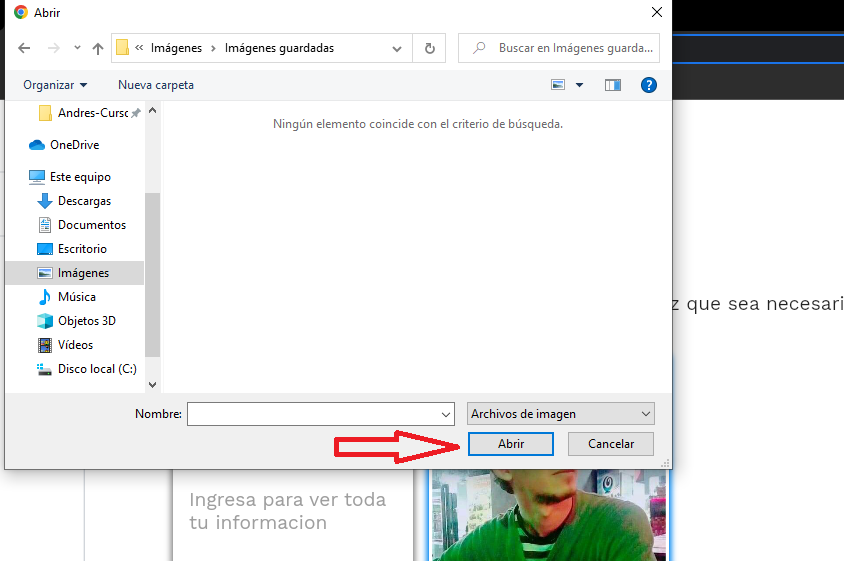 Abrir
« Imágenes > Imágenes guardadas
Buscar en Imágenes guarda...
Organizar
Nueva carpeta
?
Andres-Curso
Ningún elemento coincide con el criterio de búsqueda.
OneDrive
Este equipo
Descargas
Documentos
Escritorio
Imágenes
Música
Objetos 3D
Vídeos
Disco local (C:)
z que sea necesari
Nombre:
Archivos de imagen
Abrir
Cancelar
Ingresa para ver toda
tu informacion